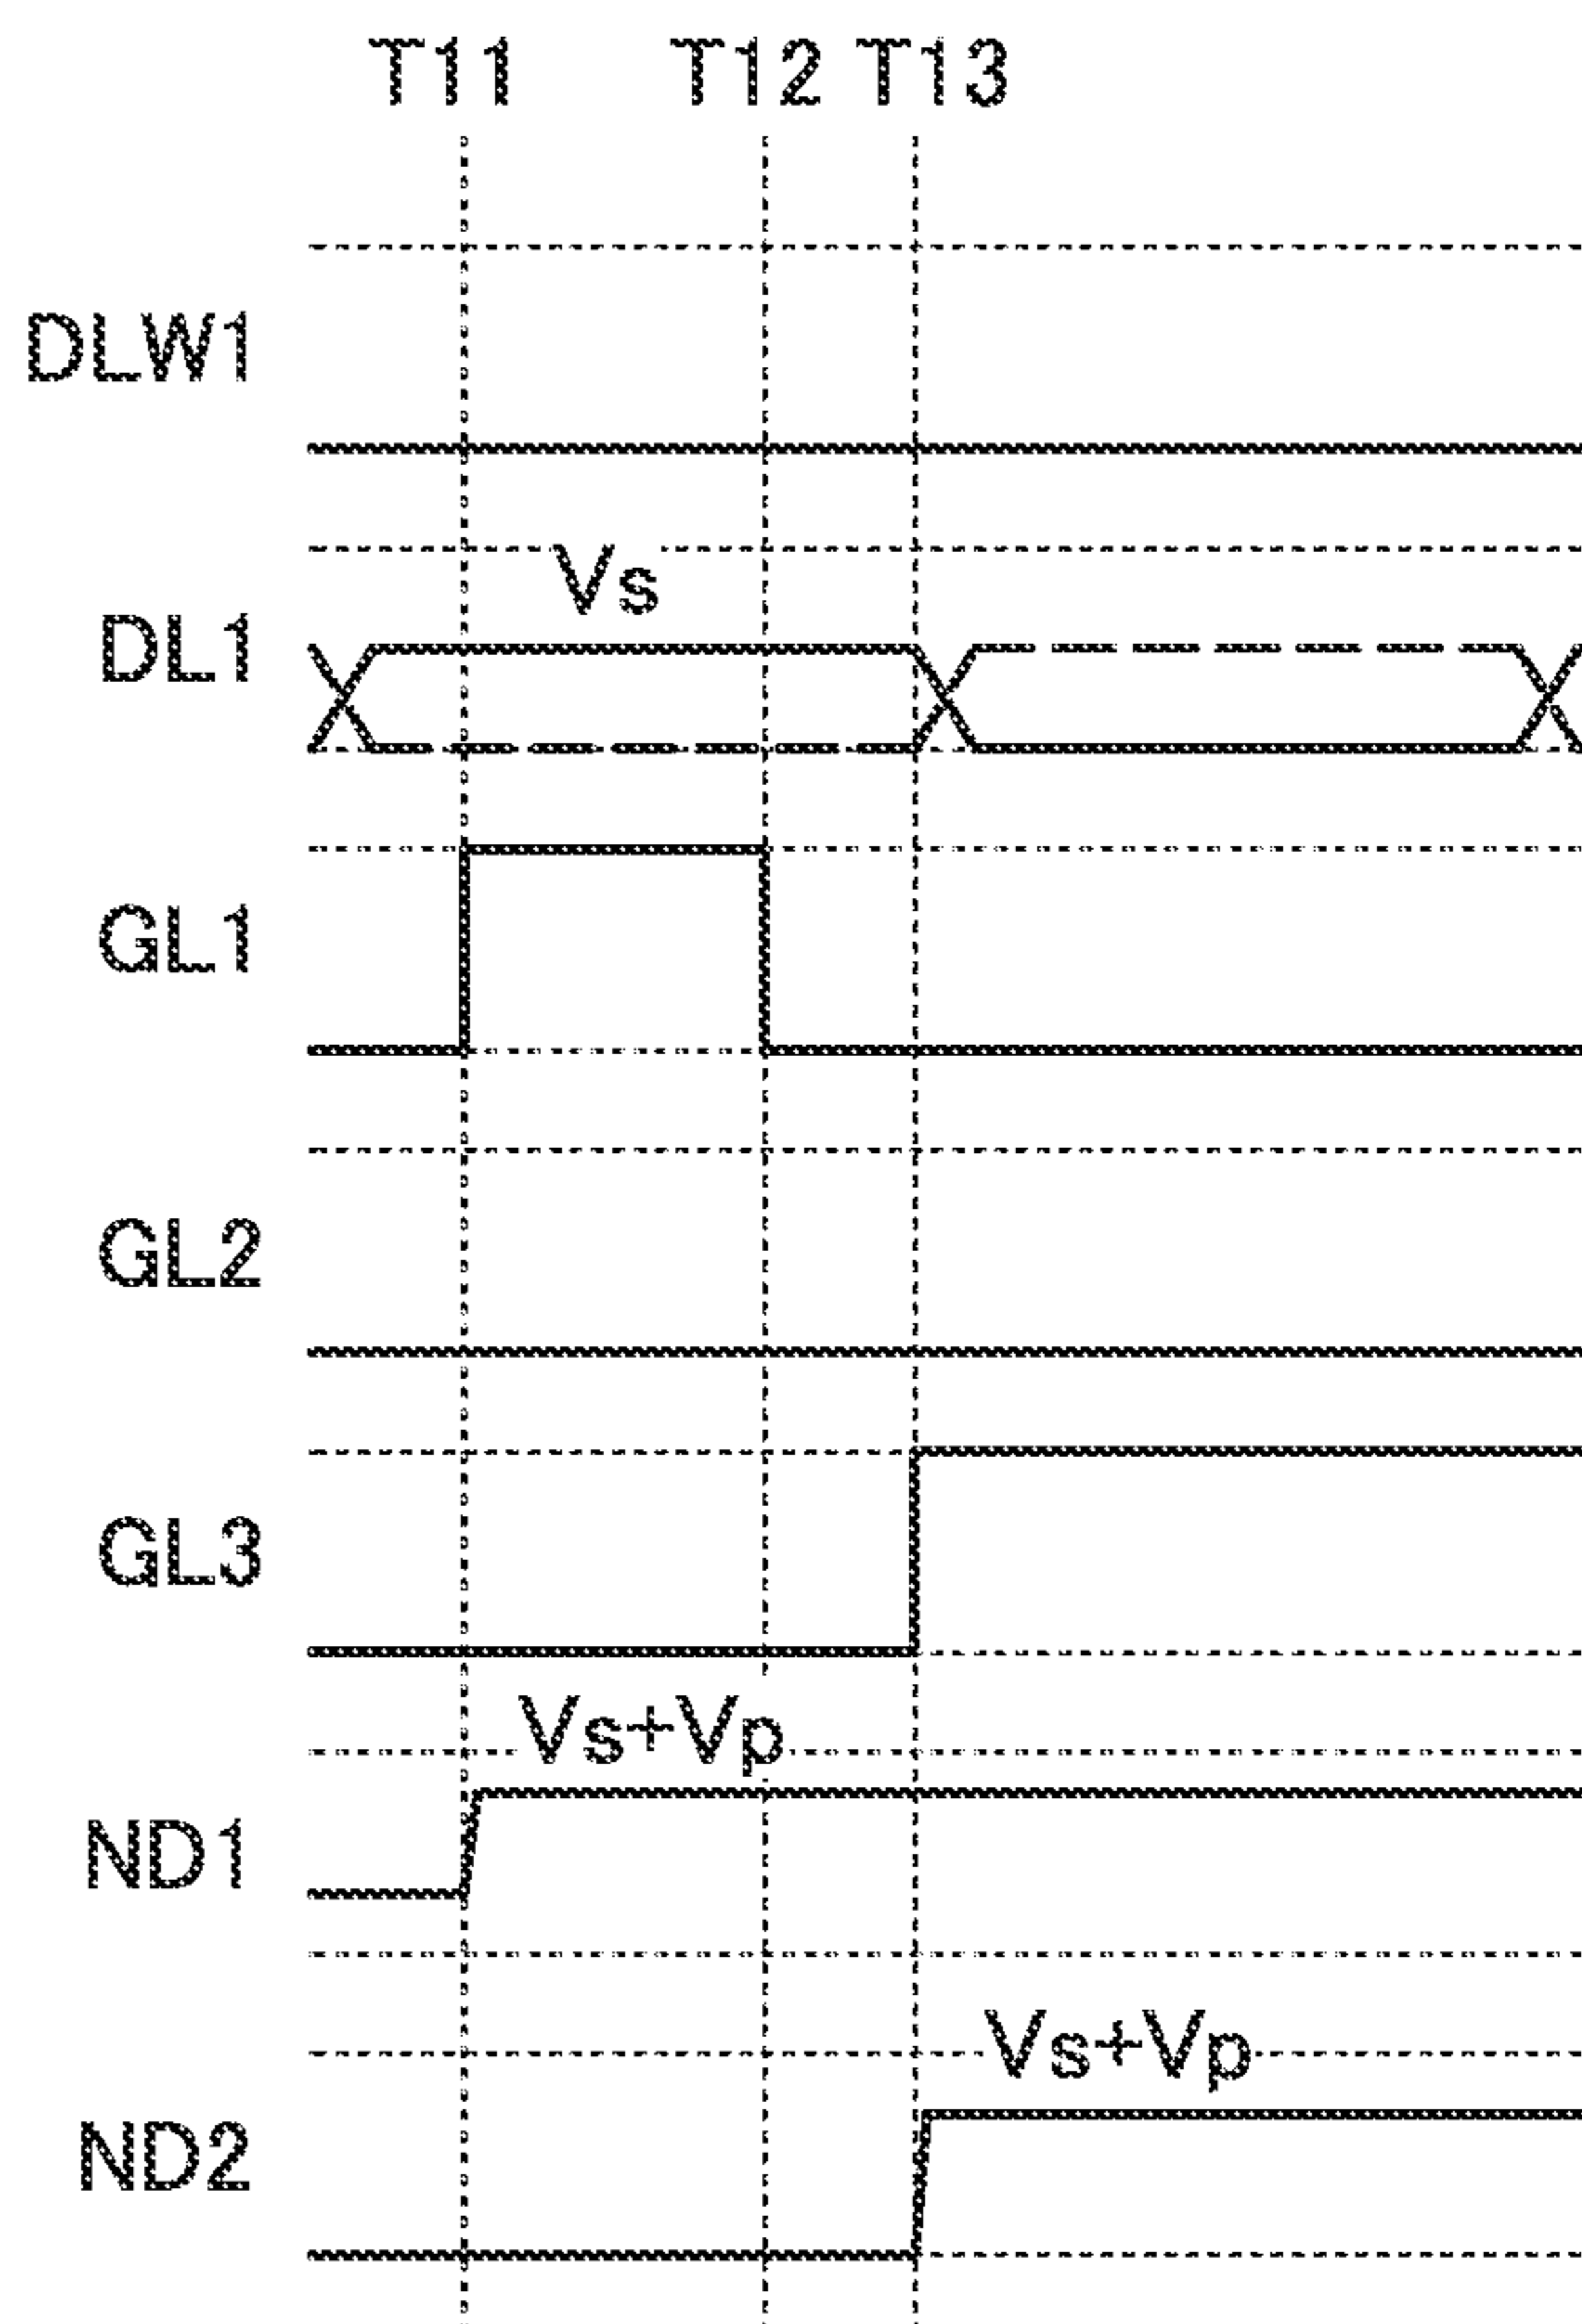 T11 T12 T13
DLW1
Vs
DL1
GL1
GL2
GL3
Vs+Vp
ND1
Vs+Vp
ND2